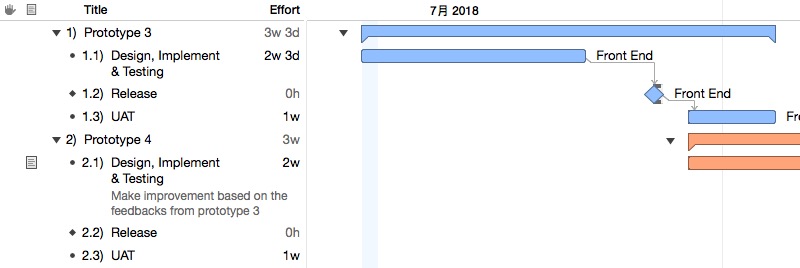 Title Effort 7月 2018
1) Prototype 3 3w 3d
1.1) Design, Implement 2w 3d Front End
& Testing
1.2) Release 0h Front End
1.3) UAT 1w
2) Prototype 4 3w
2.1) Design, Implement 2w
& Testing
Make improvement based on the
feedbacks from prototype 3
2.2) Release 0h
2.3) UAT 1w